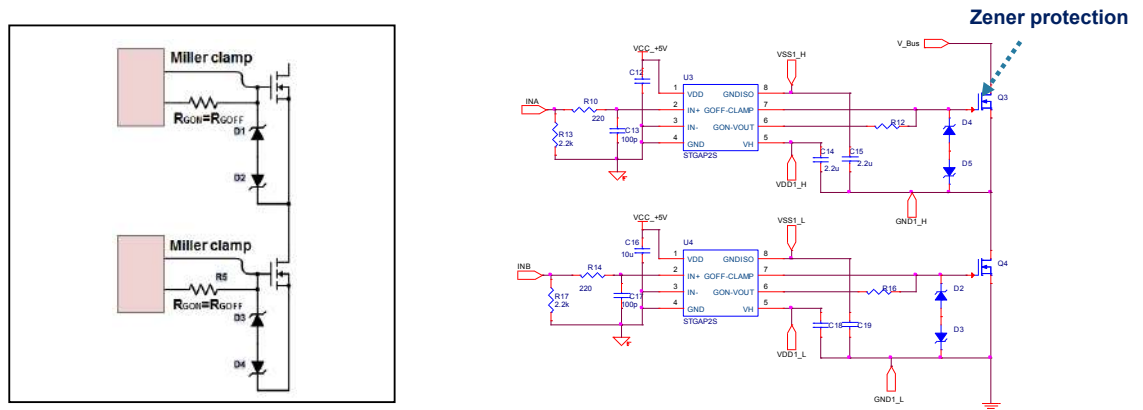 Zener protection
Miller clamp
RGON=RGOFF
D1
D2
Miller clamp
R5
RGON=RGOFF
D3
D4
VCC_+5V
VSS1_H
V_Bus
C12
U3
Q3
1 VDD GNDISO 8
INA
R10
2 IN+ GOFF-CLAMP 7
220
C13
3 IN- GON-VOUT 6
R12
D4
R13
2.2k
100p
4 GND VH 5
STGAP2S
C14
C15
2.2u
2.2u
D5
VDD1_H
GND1_H
VCC_+5V
VSS1_L
C16
10u
U4
Q4
1 VDD GNDISO 8
INB
R14
2 IN+ GOFF-CLAMP 7
220
C17
3 IN- GON-VOUT 6
R16
D2
R17
2.2k
100p
4 GND VH 5
STGAP2S
C18
C19
D3
VDD1_L
GND1_L